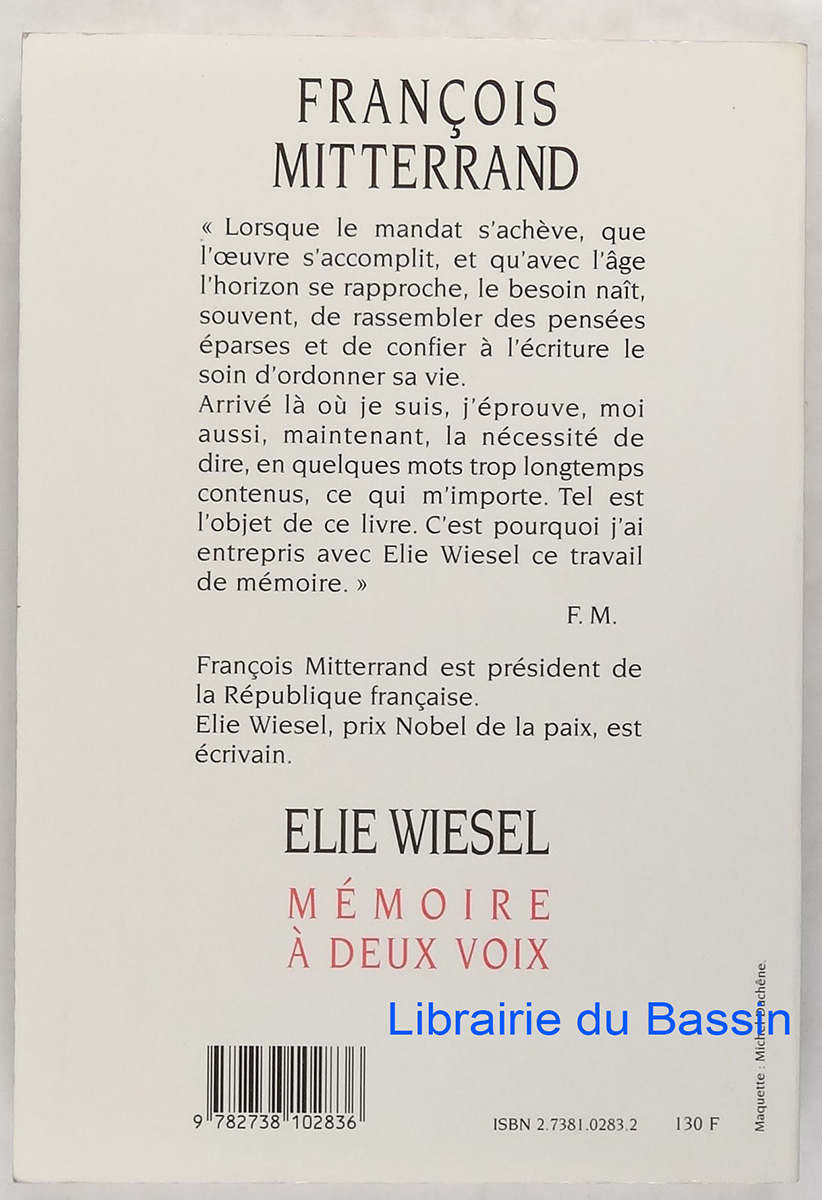 FRANÇOIS
MITTERRAND
« Lorsque le mandat s'achève, que
l'œuvre s'accomplit, et qu'avec l'âge
l'horizon se rapproche, le besoin naît,
souvent, de rassembler des pensées
éparses et de confier à l'écriture le
soin d'ordonner sa vie.
Arrivé là où je suis, j'éprouve, moi
aussi, maintenant, la nécessité de
dire, en quelques mots trop longtemps
contenus, ce qui m'importe. Tel est
l'objet de ce livre. C'est pourquoi j'ai
entrepris avec Elie Wiesel ce travail
de mémoire. »
F. M.
François Mitterrand est président de
la République française.
Elie Wiesel, prix Nobel de la paix, est
écrivain.
ELIE WIESEL
MÉMOIRE
À DEUX VOIX
Librairie du Bassin
Maquette : Michel Duchêne.
9 782738 102836
ISBN 2.7381.0283.2 130 F